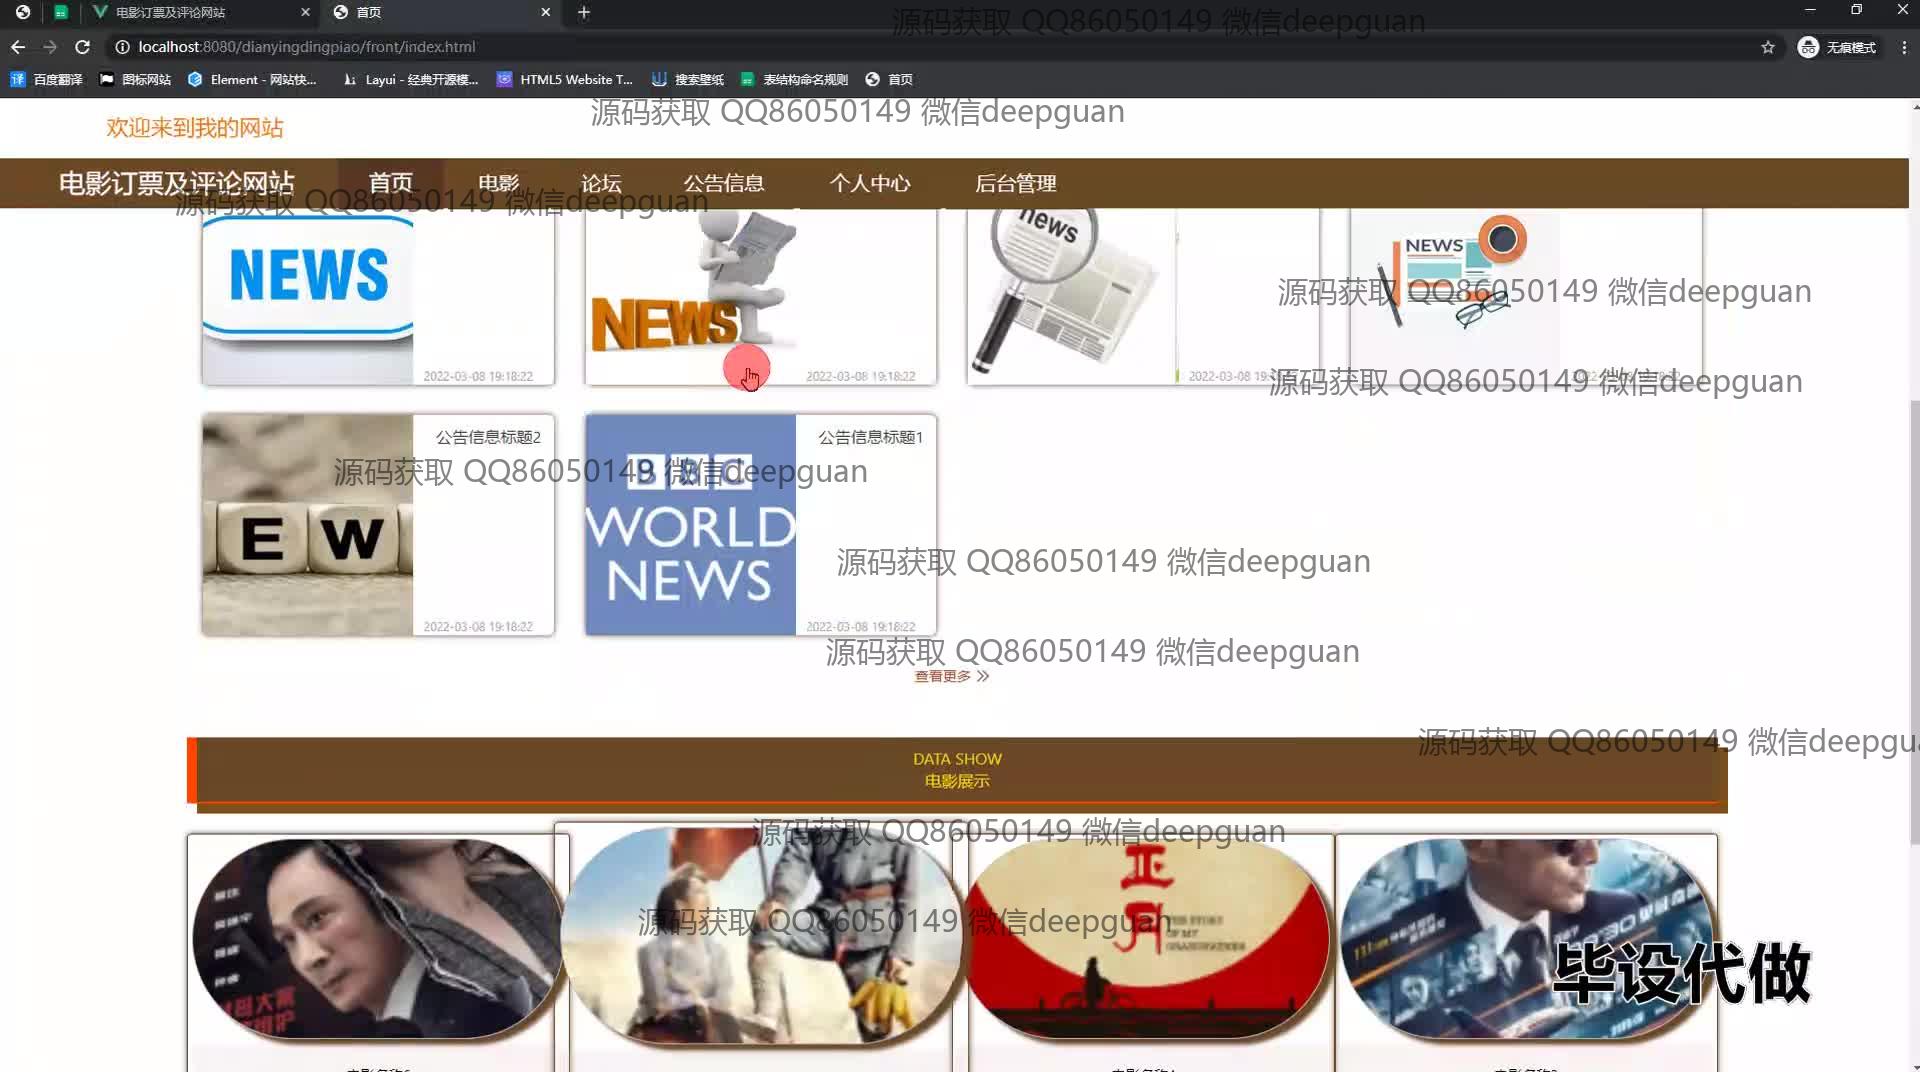 电影订票及评论网站
首页
源码获取 QQ86050149 微信deepguan
localhost:8080/dianyingdingpiao/front/index.html
无痕模式
百度翻译
图标网站
Element - 网站快...
Layui - 经典开源模...
HTML5 Website T...
搜索壁纸
表结构命名规则
首页
源码获取 QQ86050149 微信deepguan
欢迎来到我的网站
电影订票及评论网站
首页
电影
论坛
公告信息
个人中心
后台管理
源码获取 QQ86050149 微信deepguan
NEWS
2022-03-08 19:18:22
NEWS
2022-03-08 19:18:22
news
2022-03-08 19
NEWS
源码获取 QQ86050149 微信deepguan
源码获取 QQ86050149 微信deepguan
E W
公告信息标题2
2022-03-08 19:18:22
BBC
WORLD
NEWS
公告信息标题1
2022-03-08 19:18:22
源码获取 QQ86050149 微信deepguan
源码获取 QQ86050149 微信deepguan
源码获取 QQ86050149 微信deepguan
查看更多
源码获取 QQ86050149 微信deepgu
DATA SHOW
电影展示
源码获取 QQ86050149 微信deepguan
正
月
源码获取 QQ86050149 微信deepguan
毕设代做